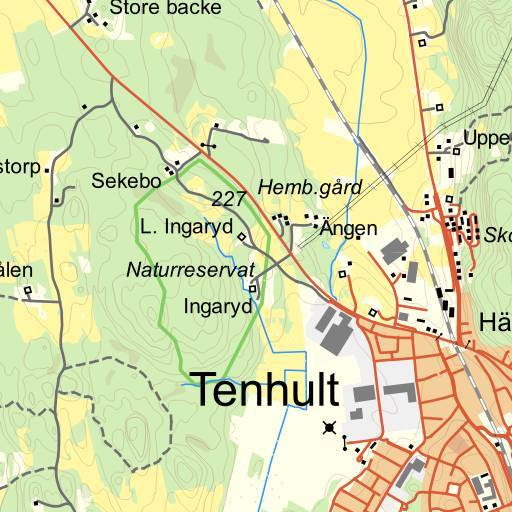 Store backe
Uppe
storp
Sekebo
Hemb.gård
227
L. Ingaryd
Ängen
Sko
ålen
Naturreservat
Ingaryd
Hä
Tenhult